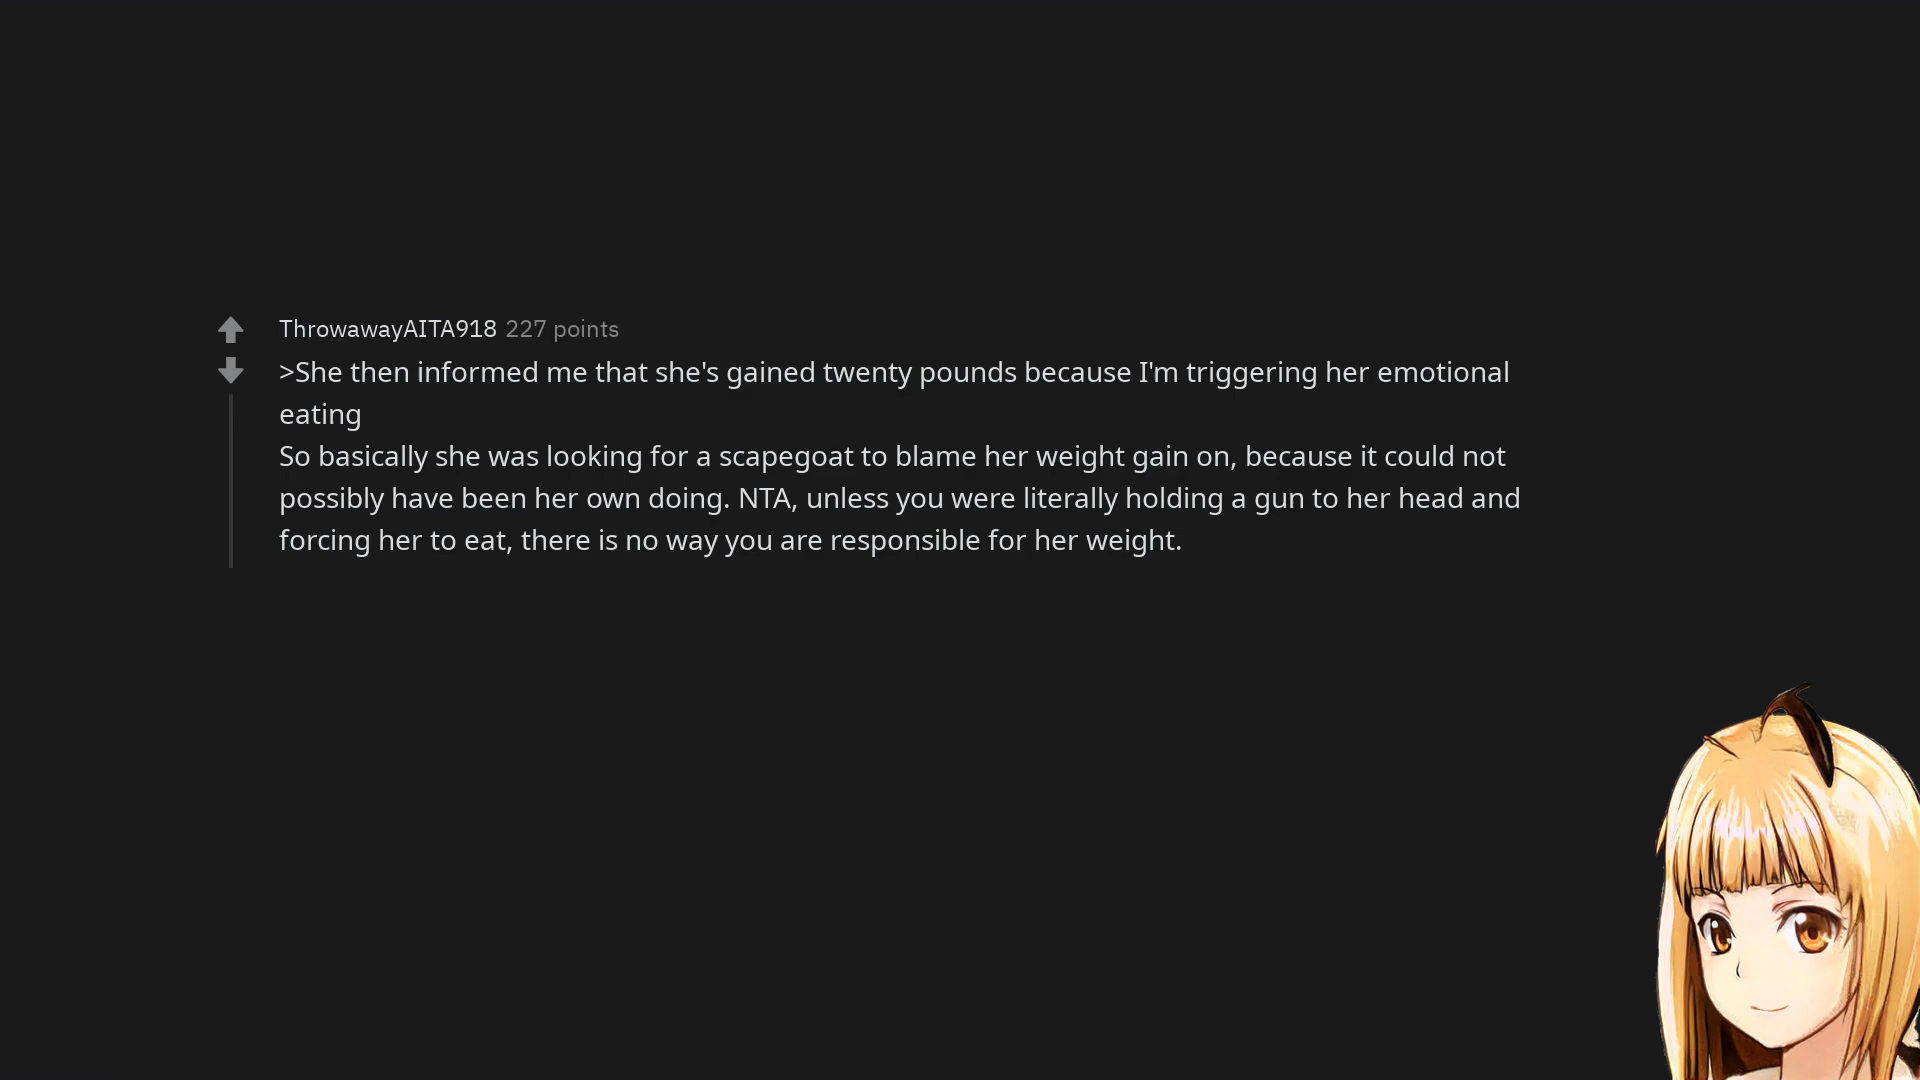 ThrowawayAITA918 227 points
>She then informed me that she's gained twenty pounds because I'm triggering her emotional
eating
So basically she was looking for a scapegoat to blame her weight gain on, because it could not
possibly have been her own doing. NTA, unless you were literally holding a gun to her head and
forcing her to eat, there is no way you are responsible for her weight.